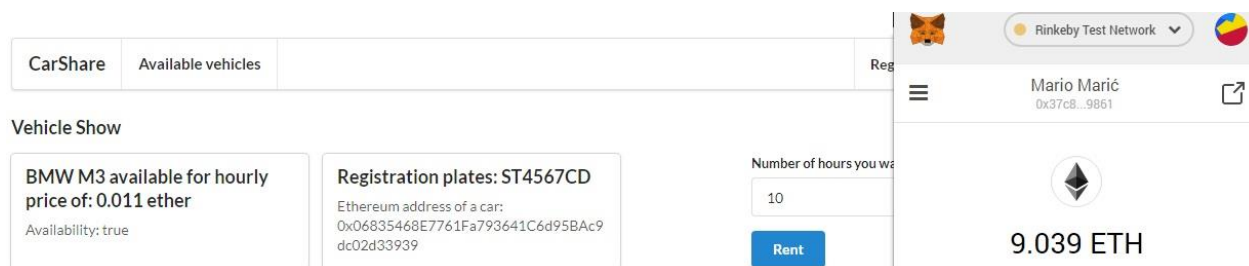 CarShare
Available vehicles
Reg
Vehicle Show
BMW M3 available for hourly
price of: 0.011 ether
Availability: true
Registration plates: ST4567CD
Ethereum address of a car:
0x06835468E7761Fa793641C6d95BAc9
dc02d33939
Number of hours you wa
10
Rent
Rinkeby Test Network
Mario Marić
0x37c8...9861
9.039 ETH